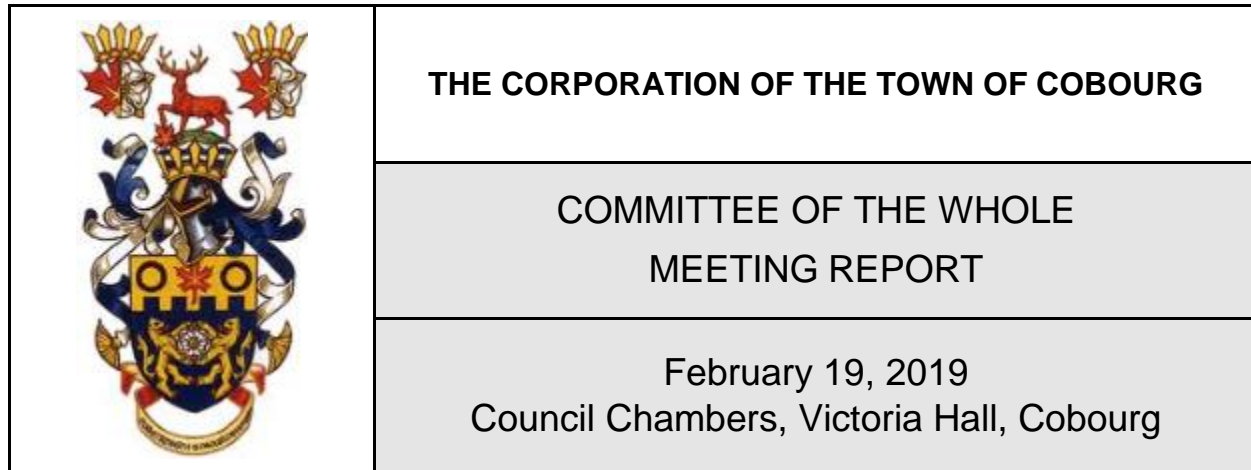 THE CORPORATION OF THE TOWN OF COBOURG
COMMITTEE OF THE WHOLE
MEETING REPORT
February 19, 2019
Council Chambers, Victoria Hall, Cobourg